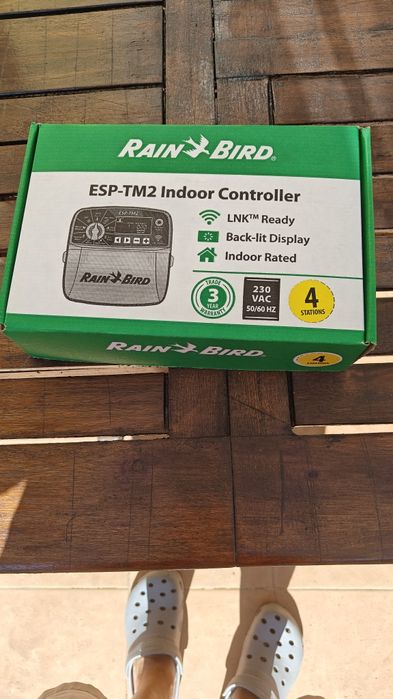 RAIN BIRD®
ESP-TM2 Indoor Controller
ESP-TM2
RAIN BIRD
LNK™ Ready
Back-lit Display
Indoor Rated
TRADE
3
YEAR
WARRANTY
230
VAC
50/60 HZ
4
STATIONS
RAIN BIRD®
4
STATIONS